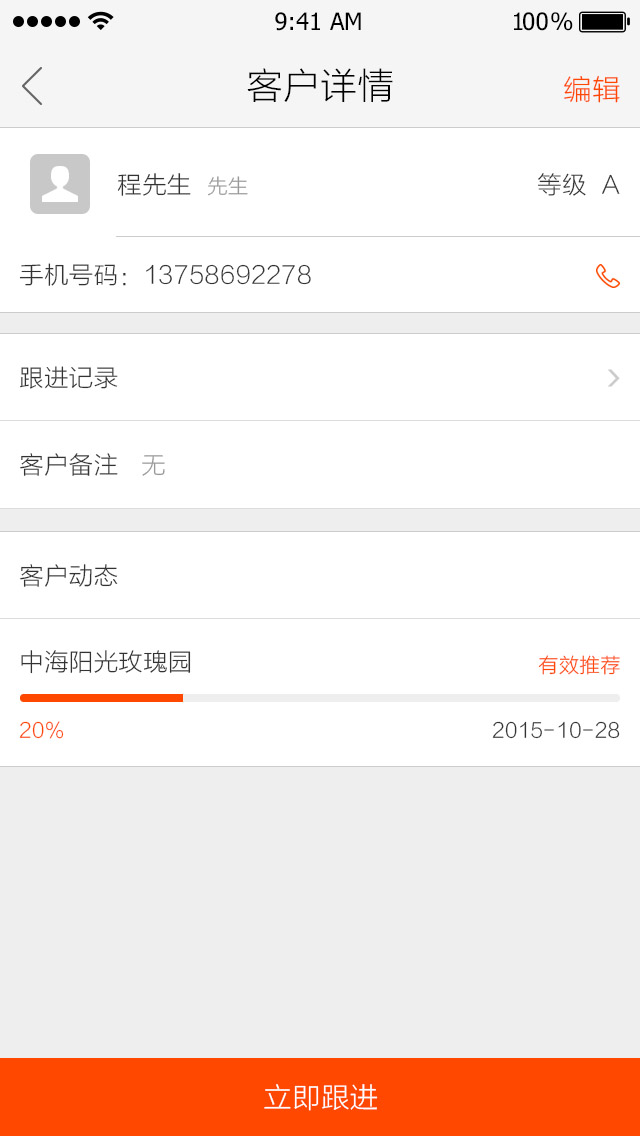 9:41 AM 100%
客户详情 编辑
程先生 先生 等级 A
手机号码：13758692278
跟进记录
客户备注 无
客户动态
中海阳光玫瑰园 有效推荐
20% 2015-10-28
立即跟进